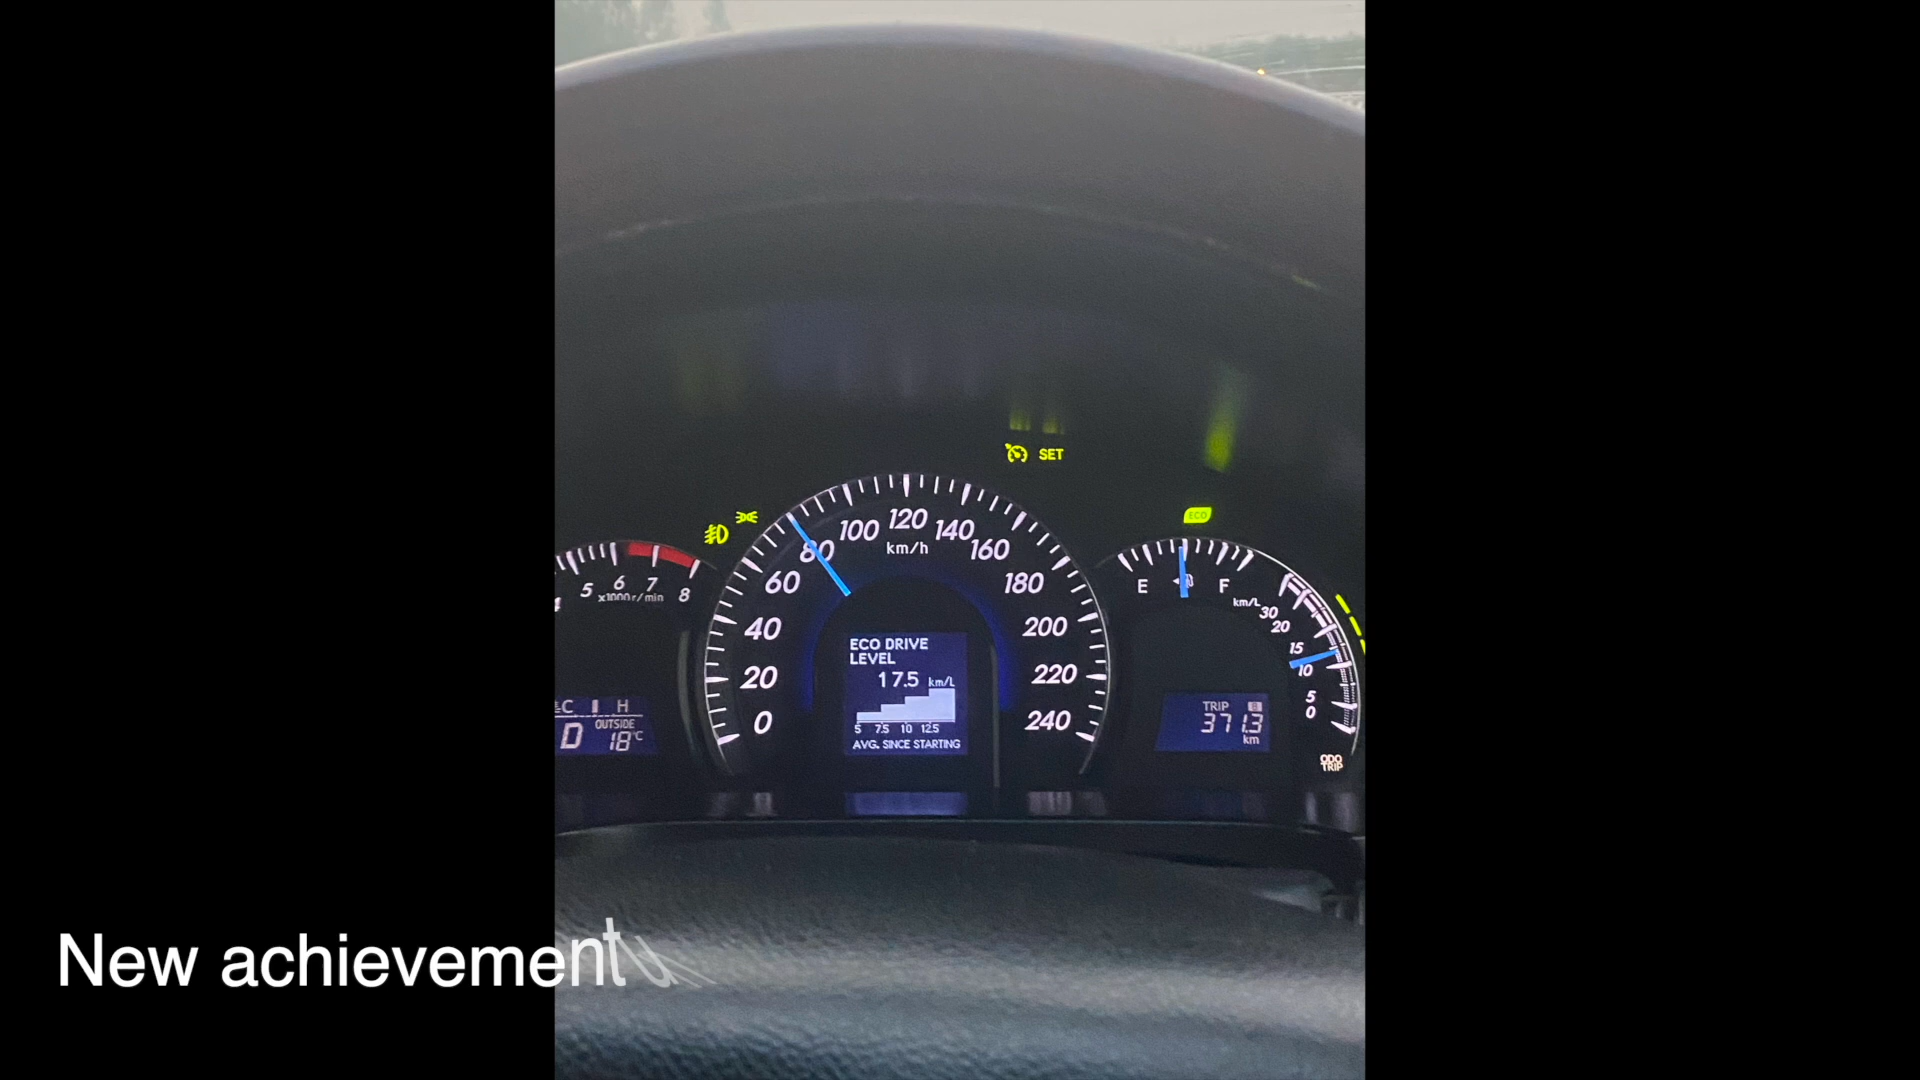 SET
ECO
5 6 7 8
x1000r/min
0 20 40 60 80 100 120 140 160 180 200 220 240
km/h
E F
km/L
30
20
15
10
5
0
ECO DRIVE
LEVEL
17.5 km/L
5 7.5 10 12.5
AVG. SINCE STARTING
C H
OUTSIDE
D 18°C
TRIP B
371.3
km
ODO
TRIP
New achievement